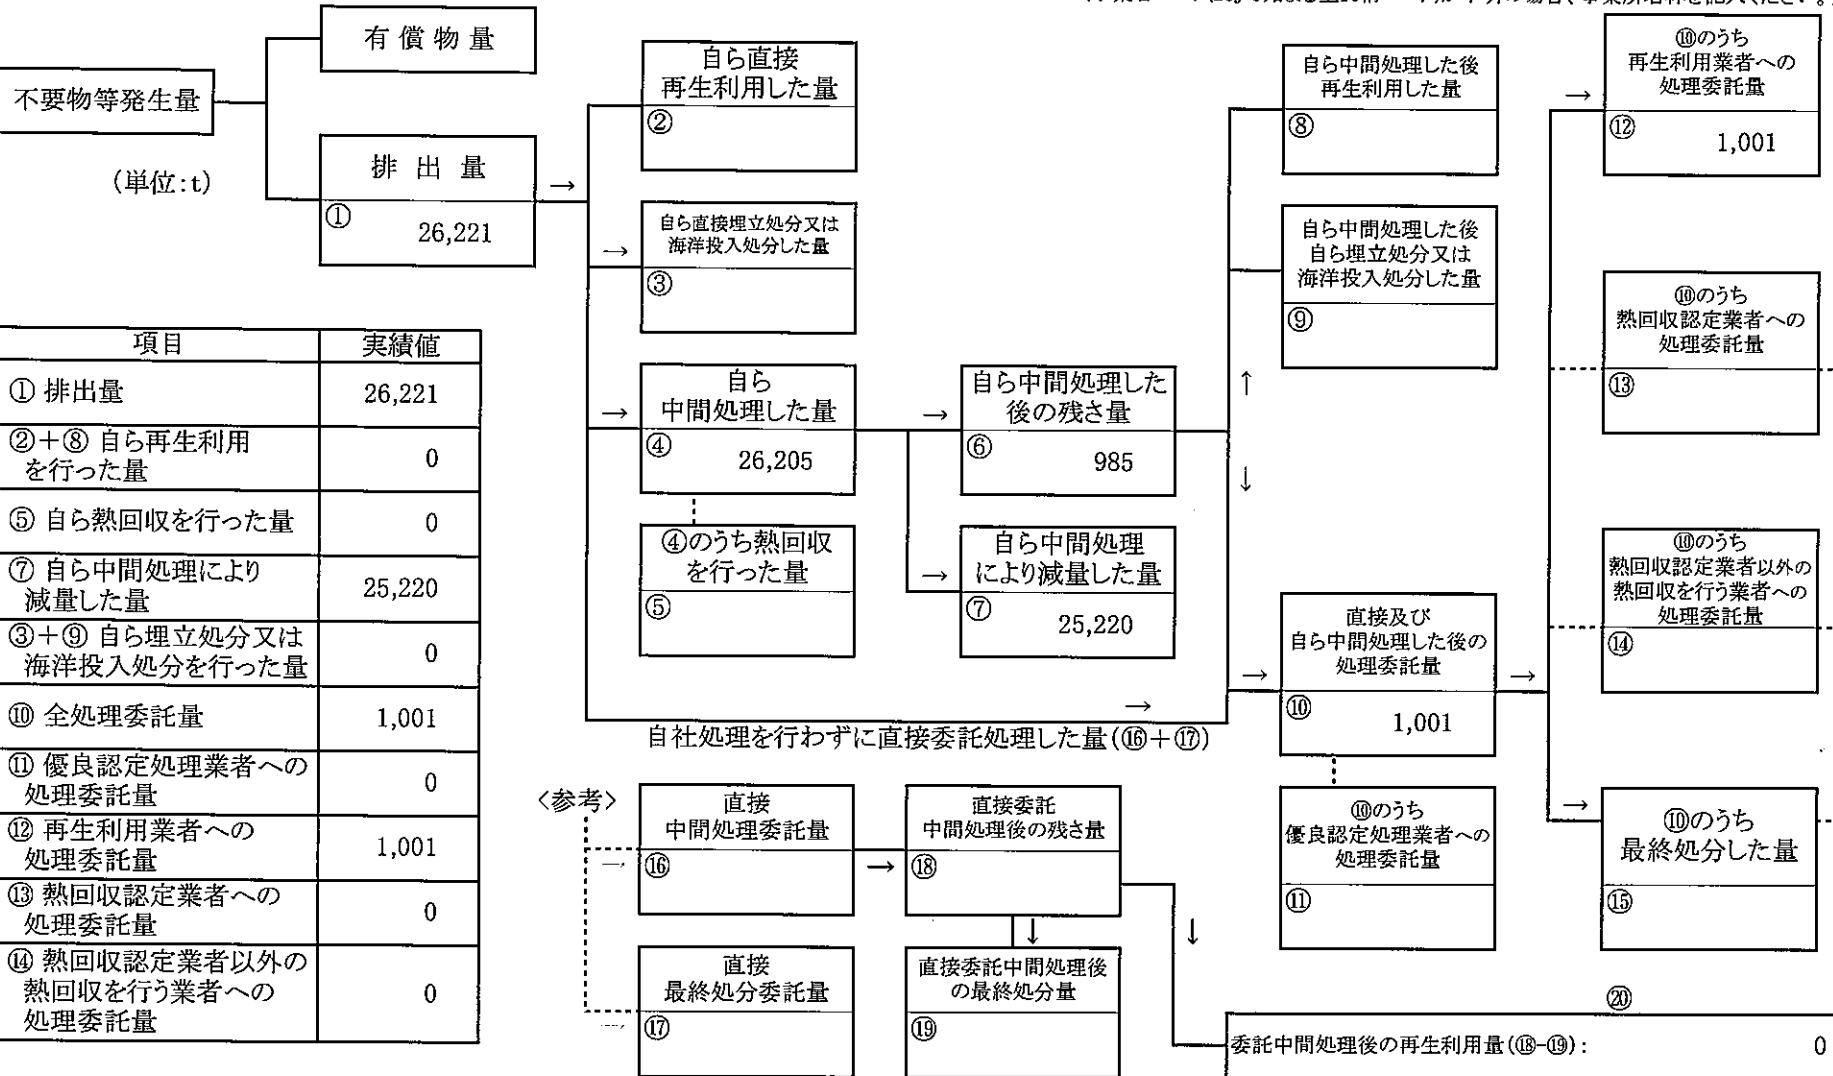 有償物量
不要物等発生量
(単位:t)
排出量
① 26,221
→
自ら直接
再生利用した量
②
→
自ら直接埋立処分又は
海洋投入処分した量
③
→
自ら
中間処理した量
④ 26,205
④のうち熱回収
を行った量
⑤
→
自ら中間処理した
後の残さ量
⑥ 985
→
自ら中間処理
により減量した量
⑦ 25,220
↑
↓
自ら中間処理した後
再生利用した量
⑧
自ら中間処理した後
自ら埋立処分又は
海洋投入処分した量
⑨
→
直接及び
自ら中間処理した後の
処理委託量
⑩ 1,001
⑩のうち
優良認定処理業者への
処理委託量
⑪
→
→
⑩のうち
再生利用業者への
処理委託量
⑫ 1,001
⑩のうち
熱回収認定業者への
処理委託量
⑬
⑩のうち
熱回収認定業者以外の
熱回収を行う業者への
処理委託量
⑭
→
⑩のうち
最終処分した量
⑮
→
自社処理を行わずに直接委託処理した量(⑯+⑰)
〈参考〉
→
直接
中間処理委託量
⑯
→
直接委託
中間処理後の残さ量
⑱
↓
↓
→
直接
最終処分委託量
⑰
直接委託中間処理後
の最終処分量
⑲
⑳
委託中間処理後の再生利用量(⑱-⑲): 0
項目 実績値
① 排出量 26,221
②+⑧ 自ら再生利用
を行った量 0
⑤ 自ら熱回収を行った量 0
⑦ 自ら中間処理により
減量した量 25,220
③+⑨ 自ら埋立処分又は
海洋投入処分を行った量 0
⑩ 全処理委託量 1,001
⑪ 優良認定処理業者への
処理委託量 0
⑫ 再生利用業者への
処理委託量 1,001
⑬ 熱回収認定業者への
処理委託量 0
⑭ 熱回収認定業者以外の
熱回収を行う業者への
処理委託量 0